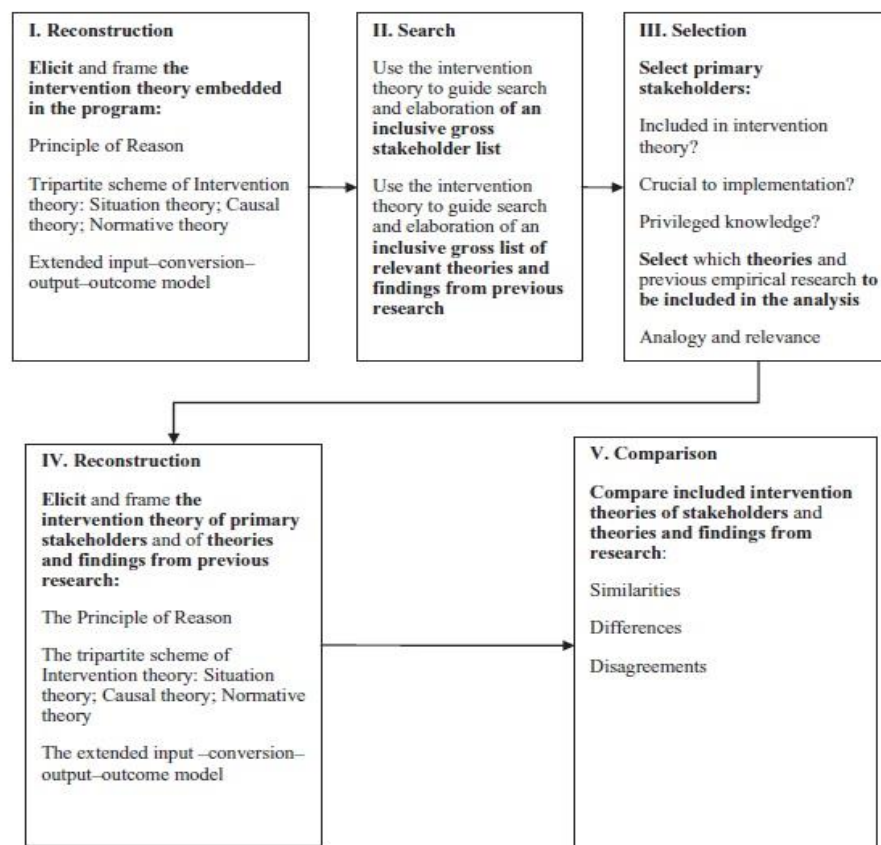 I. Reconstruction
Elicit and frame the
intervention theory embedded
in the program:
Principle of Reason
Tripartite scheme of Intervention
theory: Situation theory; Causal
theory; Normative theory
Extended input–conversion–
output–outcome model
II. Search
Use the intervention
theory to guide search
and elaboration of an
inclusive gross
stakeholder list
Use the intervention
theory to guide search
and elaboration of an
inclusive gross list of
relevant theories and
findings from previous
research
III. Selection
Select primary
stakeholders:
Included in intervention
theory?
Crucial to implementation?
Privileged knowledge?
Select which theories and
previous empirical research to
be included in the analysis
Analogy and relevance
IV. Reconstruction
Elicit and frame the
intervention theory of primary
stakeholders and of theories
and findings from previous
research:
The Principle of Reason
The tripartite scheme of
Intervention theory: Situation
theory; Causal theory; Normative
theory
The extended input –conversion–
output–outcome model
V. Comparison
Compare included intervention
theories of stakeholders and
theories and findings from
research:
Similarities
Differences
Disagreements